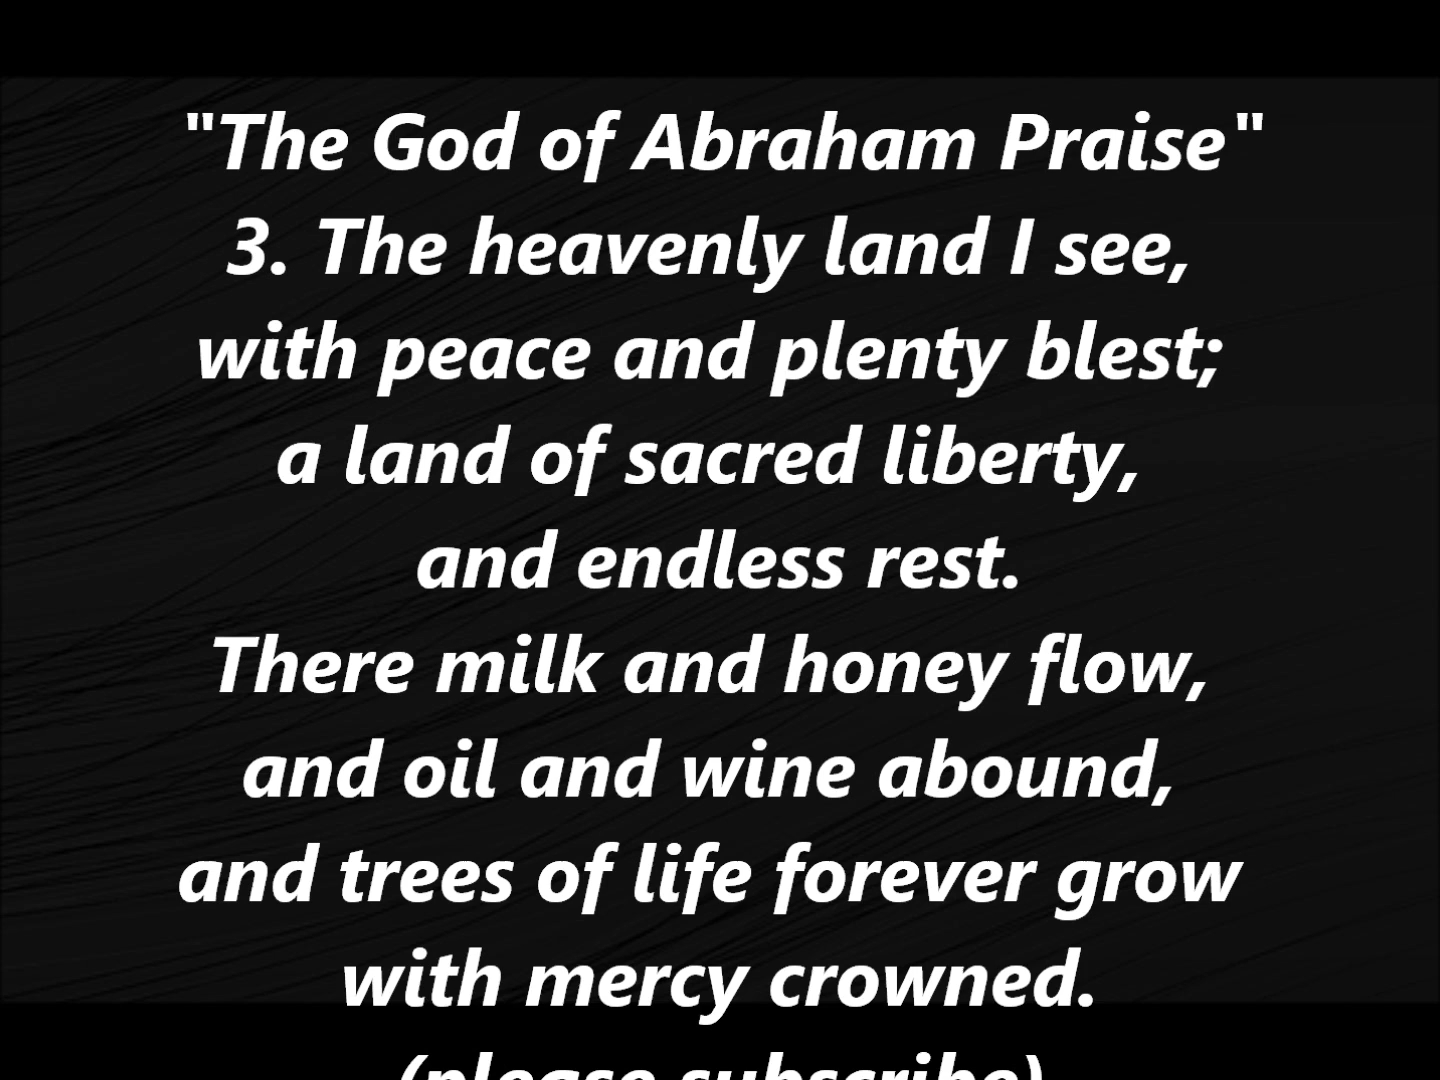 "The God of Abraham Praise"
3. The heavenly land I see,
with peace and plenty blest;
a land of sacred liberty,
and endless rest.
There milk and honey flow,
and oil and wine abound,
and trees of life forever grow
with mercy crowned.
(please subscribe)